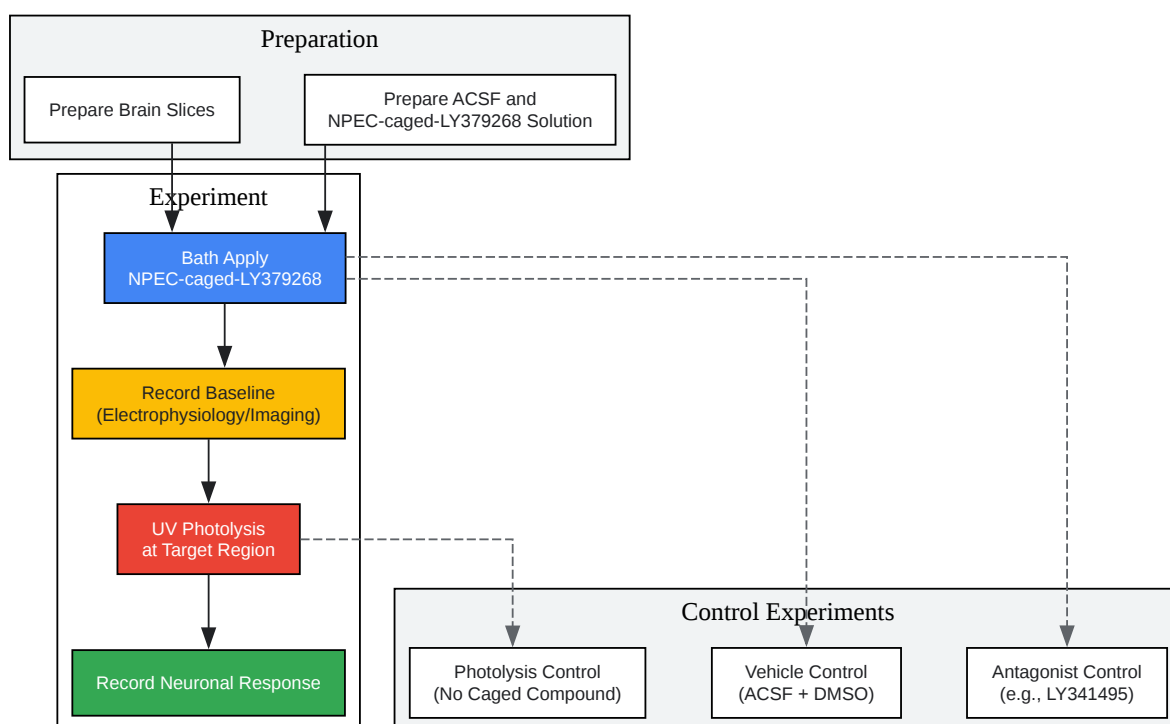 Preparation
Prepare Brain Slices
Prepare ACSF and
NPEC-caged-LY379268 Solution
Experiment
Bath Apply
NPEC-caged-LY379268
Record Baseline
(Electrophysiology/Imaging)
UV Photolysis
at Target Region
Record Neuronal Response
Control Experiments
Photolysis Control
(No Caged Compound)
Vehicle Control
(ACSF + DMSO)
Antagonist Control
(e.g., LY341495)